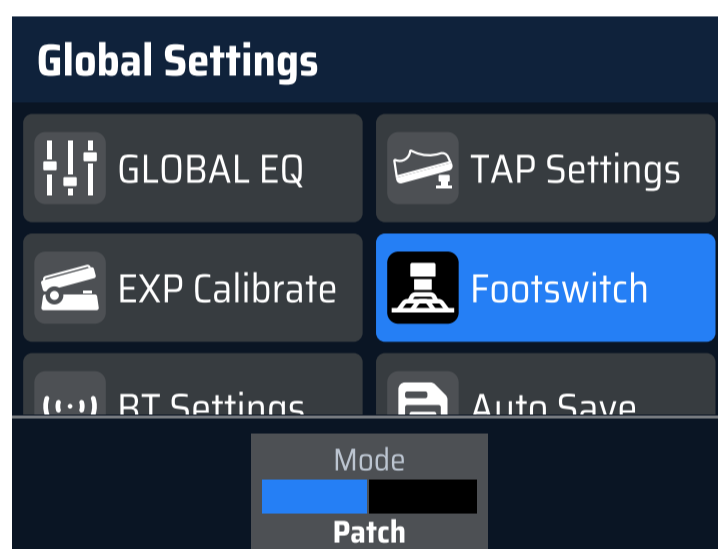 Global Settings
GLOBAL EQ
TAP Settings
EXP Calibrate
Footswitch
BT Settings
Auto Save
Mode
Patch